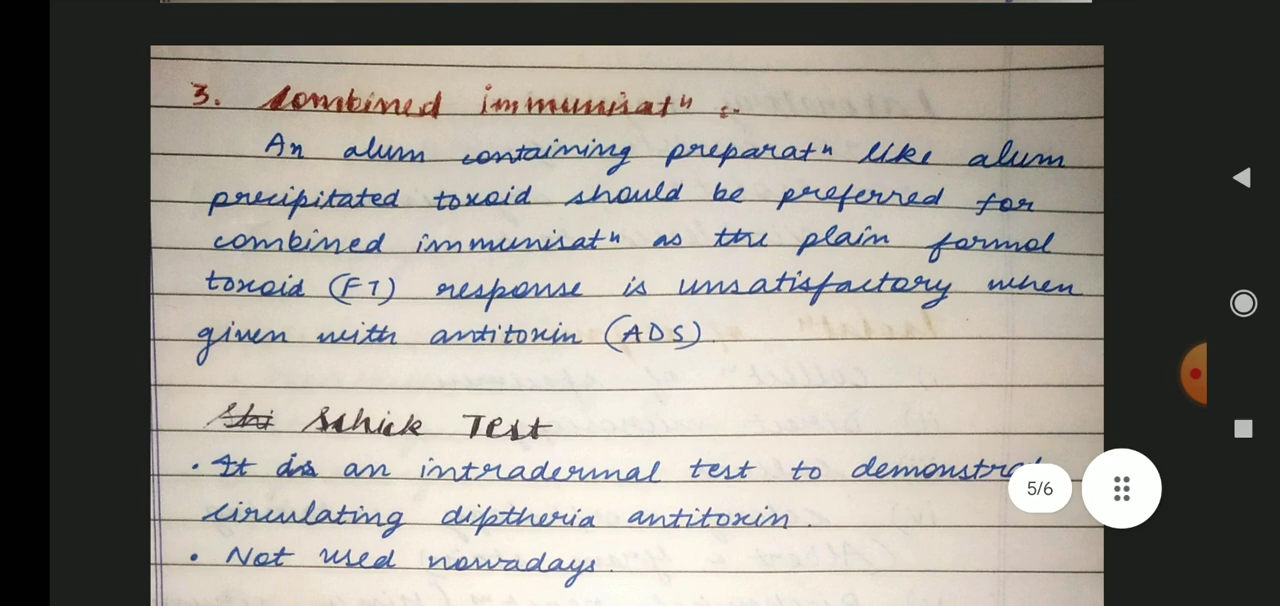 3. Combined immunisatⁿ :-
An alum containing preparatⁿ like alum
precipitated toxoid should be preferred for
combined immunisatⁿ as the plain formol
toxoid (FT) response is unsatisfactory when
given with antitoxin (ADS).
Schick Test
• It is an intradermal test to demonstrat
5/6
circulating diptheria antitoxin.
• Not used nowadays.